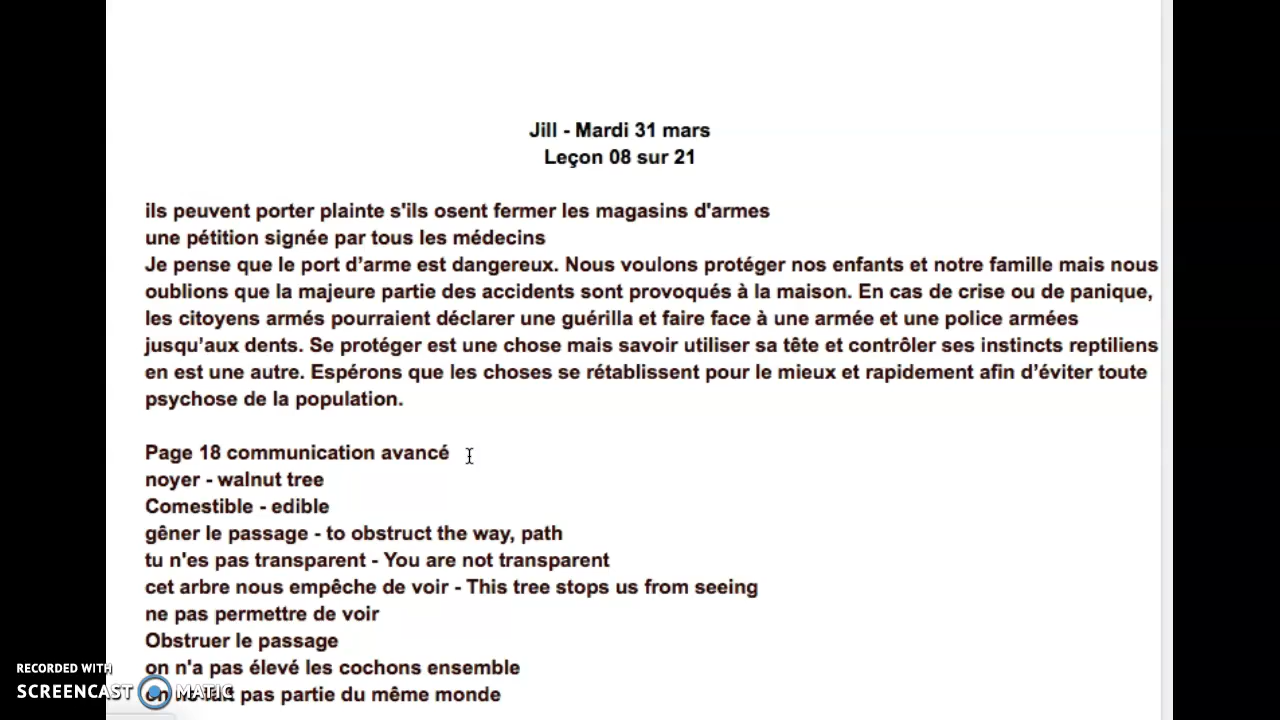 Jill - Mardi 31 mars
Leçon 08 sur 21
ils peuvent porter plainte s'ils osent fermer les magasins d'armes
une pétition signée par tous les médecins
Je pense que le port d’arme est dangereux. Nous voulons protéger nos enfants et notre famille mais nous
oublions que la majeure partie des accidents sont provoqués à la maison. En cas de crise ou de panique,
les citoyens armés pourraient déclarer une guérilla et faire face à une armée et une police armées
jusqu’aux dents. Se protéger est une chose mais savoir utiliser sa tête et contrôler ses instincts reptiliens
en est une autre. Espérons que les choses se rétablissent pour le mieux et rapidement afin d’éviter toute
psychose de la population.
Page 18 communication avancé
noyer - walnut tree
Comestible - edible
gêner le passage - to obstruct the way, path
tu n'es pas transparent - You are not transparent
cet arbre nous empêche de voir - This tree stops us from seeing
ne pas permettre de voir
Obstruer le passage
on n'a pas élevé les cochons ensemble
pas partie du même monde
RECORDED WITH
SCREENCAST MATIC